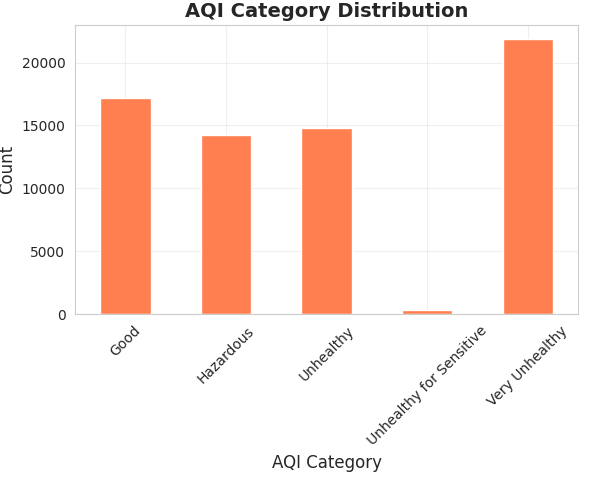 AQI Category Distribution
Count
20000
15000
10000
5000
0
Good
Hazardous
Unhealthy
Unhealthy for Sensitive
Very Unhealthy
AQI Category